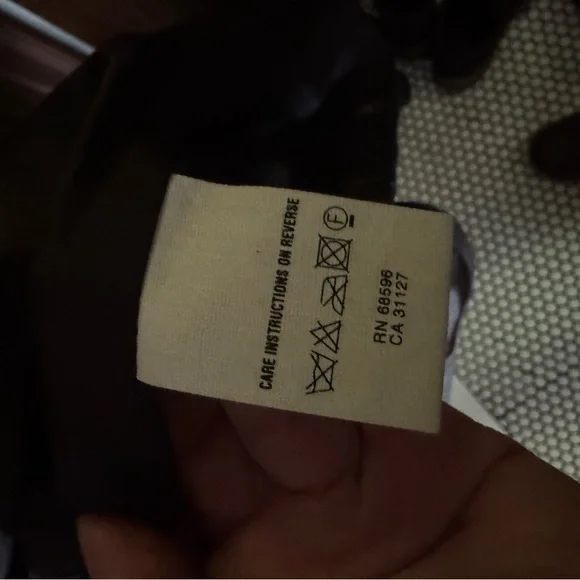 CARE INSTRUCTIONS ON REVERSE
F
RN 68596
CA 31127